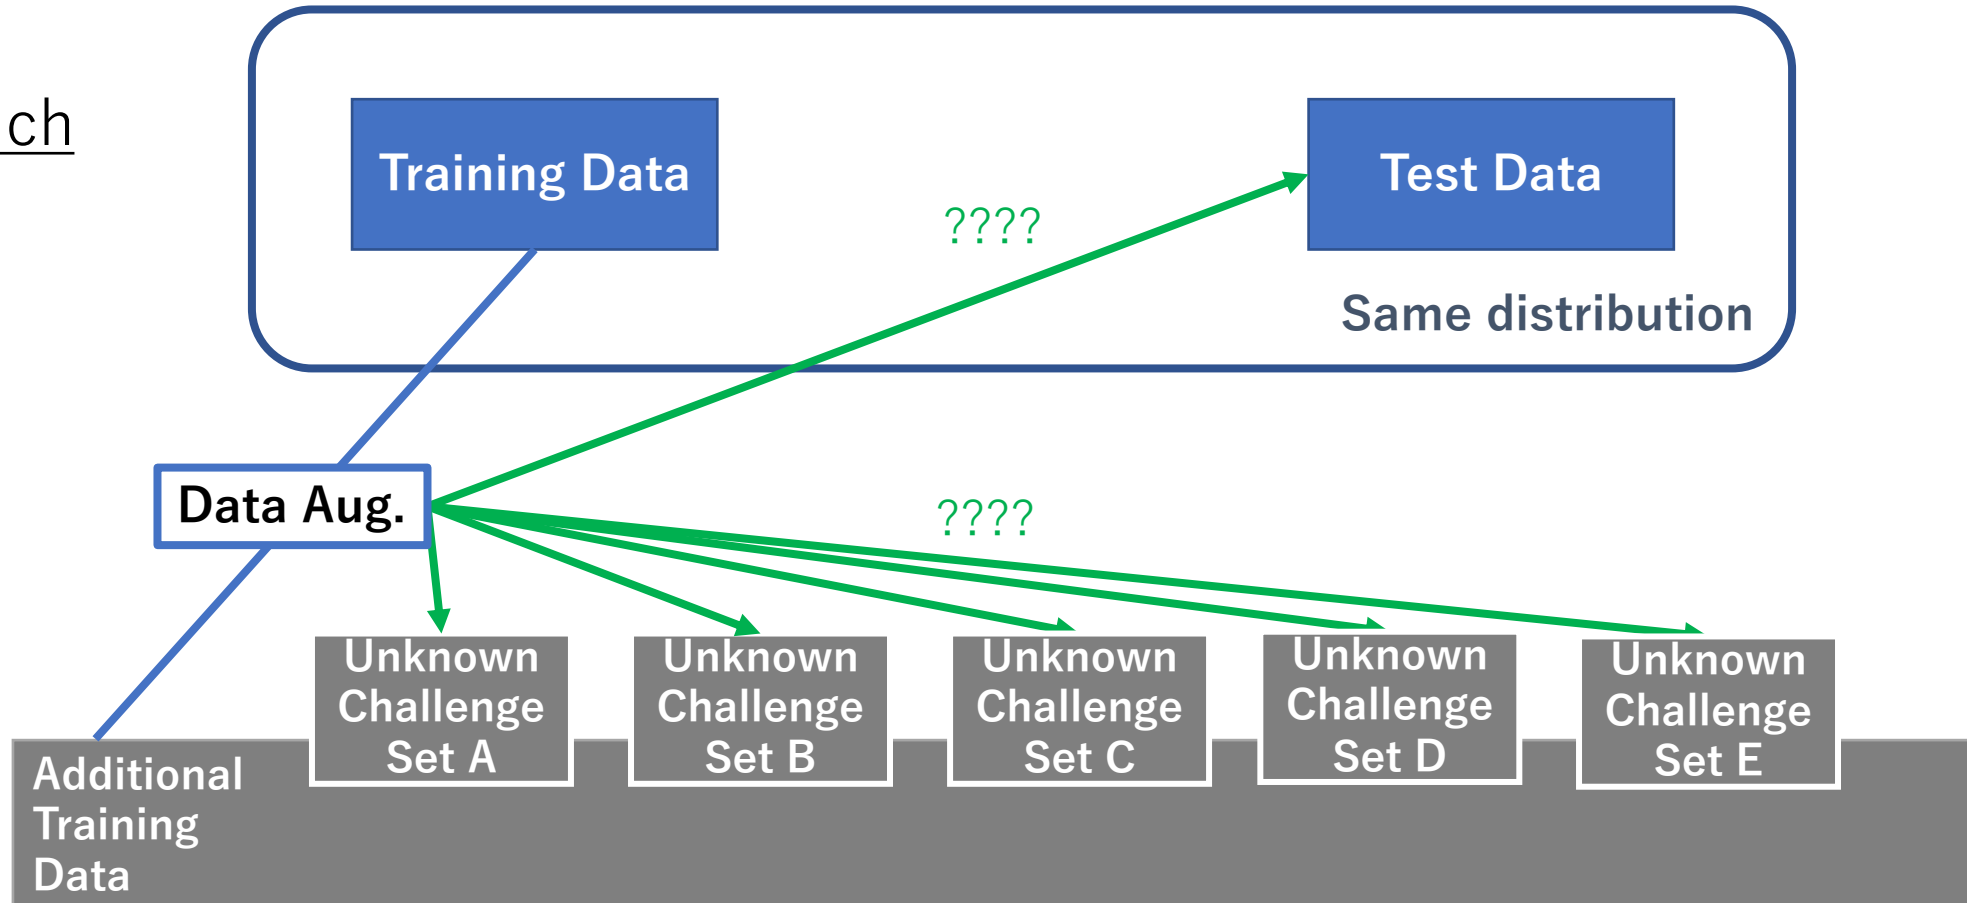 ch
Training Data
Test Data
????
Same distribution
Data Aug.
????
Unknown
Challenge
Set A
Unknown
Challenge
Set B
Unknown
Challenge
Set C
Unknown
Challenge
Set D
Unknown
Challenge
Set E
Additional
Training
Data